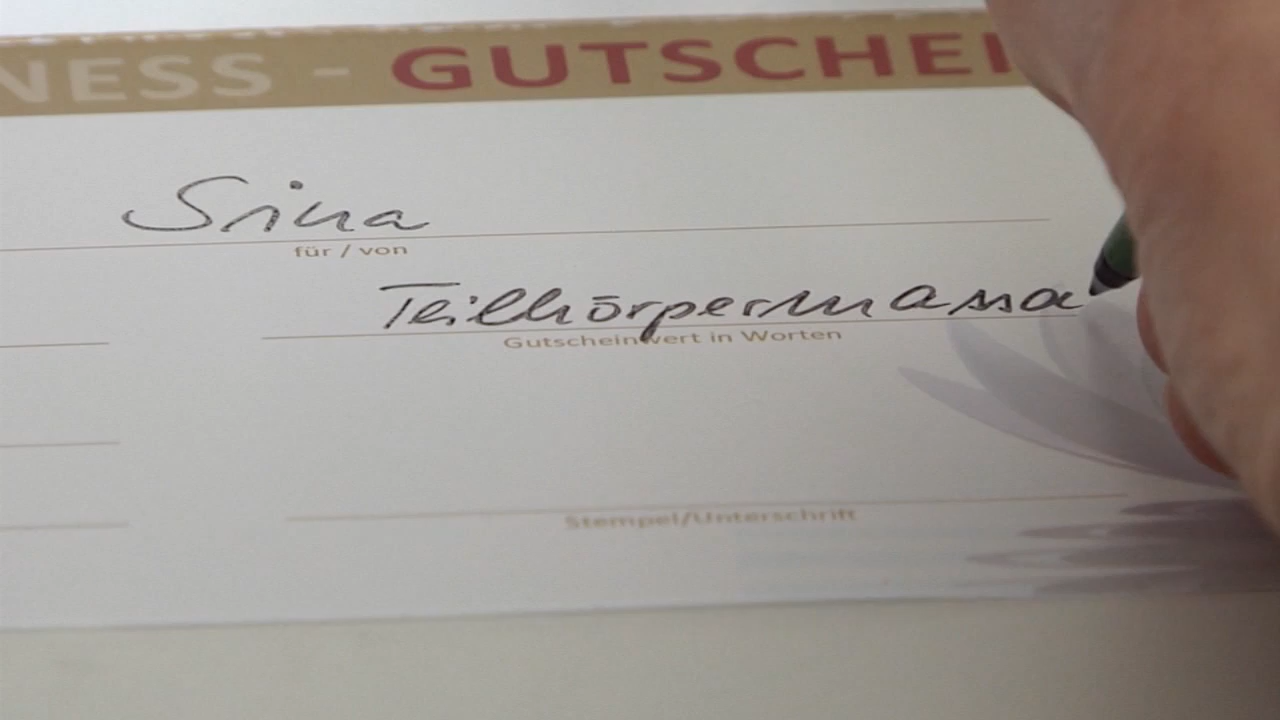 NESS - GUTSCHEI
Sina
für / von
Teilkörpermassa
Gutscheinwert in Worten
Stempel/Unterschrift